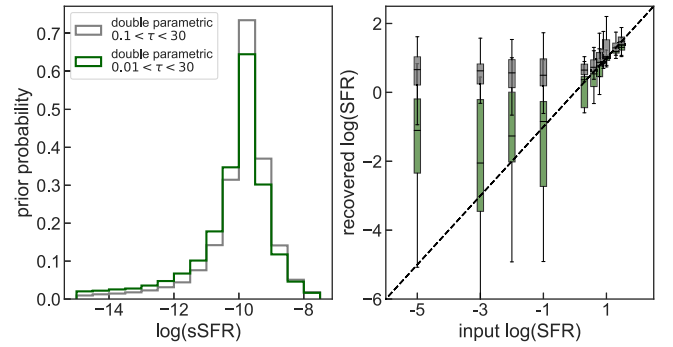 double parametric
0.1 < τ < 30
double parametric
0.01 < τ < 30
prior probability
0.7
0.6
0.5
0.4
0.3
0.2
0.1
0.0
−14 −12 −10 −8
log(sSFR)
recovered log(SFR)
2
0
−2
−4
−6
-5 -3 -2 -1 1
input log(SFR)